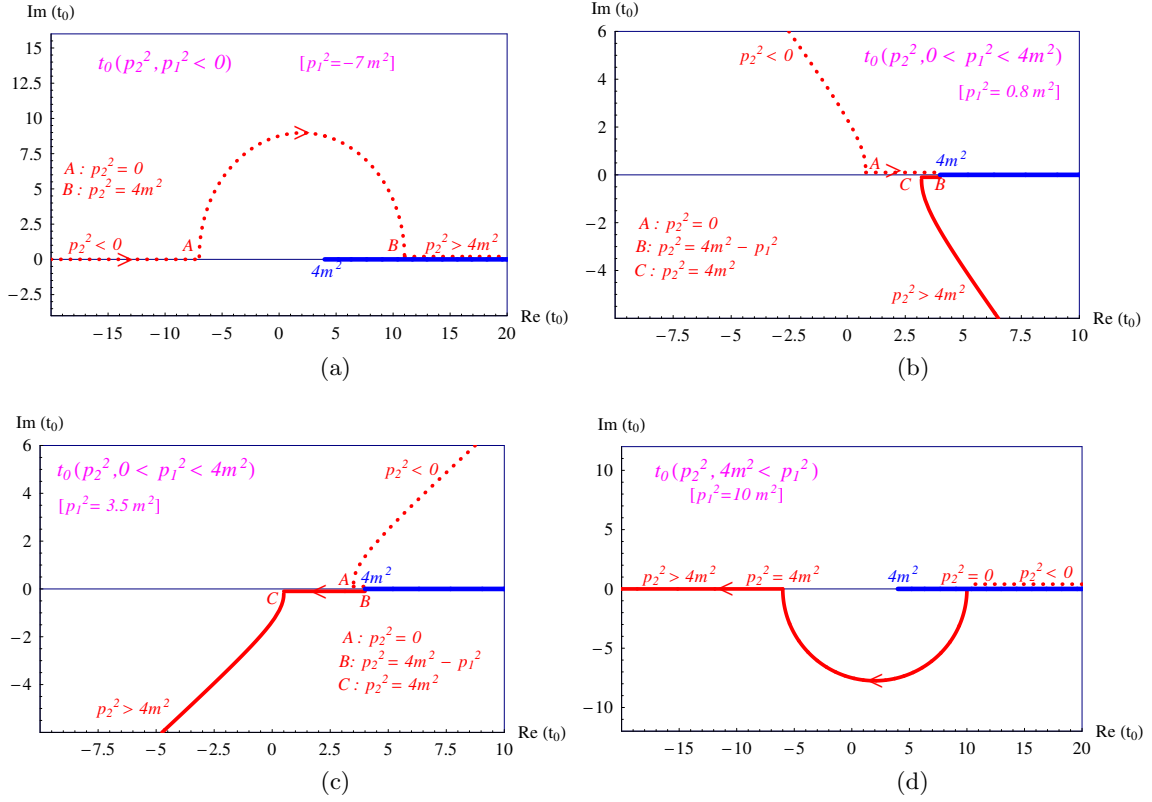 Im (t₀)
t₀(p₂², p₁² < 0) [p₁² = −7 m²]
A : p₂² = 0
B : p₂² = 4m²
p₂² < 0
A
B
p₂² > 4m²
4m²
15
12.5
10
7.5
5
2.5
0
−2.5
−15 −10 −5 0 5 10 15 20
Re (t₀)
(a)
Im (t₀)
p₂² < 0
t₀(p₂², 0 < p₁² < 4m²)
[p₁² = 0.8 m²]
A
4m²
C
B
A : p₂² = 0
B: p₂² = 4m² − p₁²
C : p₂² = 4m²
p₂² > 4m²
6
4
2
0
−2
−4
−7.5 −5 −2.5 0 2.5 5 7.5 10
Re (t₀)
(b)
Im (t₀)
t₀(p₂², 0 < p₁² < 4m²)
[p₁² = 3.5 m²]
p₂² < 0
A
4m²
C
B
A : p₂² = 0
B: p₂² = 4m² − p₁²
C : p₂² = 4m²
p₂² > 4m²
6
4
2
0
−2
−4
−7.5 −5 −2.5 0 2.5 5 7.5 10
Re (t₀)
(c)
Im (t₀)
t₀(p₂², 4m² < p₁²)
[p₁² = 10 m²]
p₂² > 4m² p₂² = 4m² 4m² p₂² = 0 p₂² < 0
10
5
0
−5
−10
−15 −10 −5 0 5 10 15 20
Re (t₀)
(d)